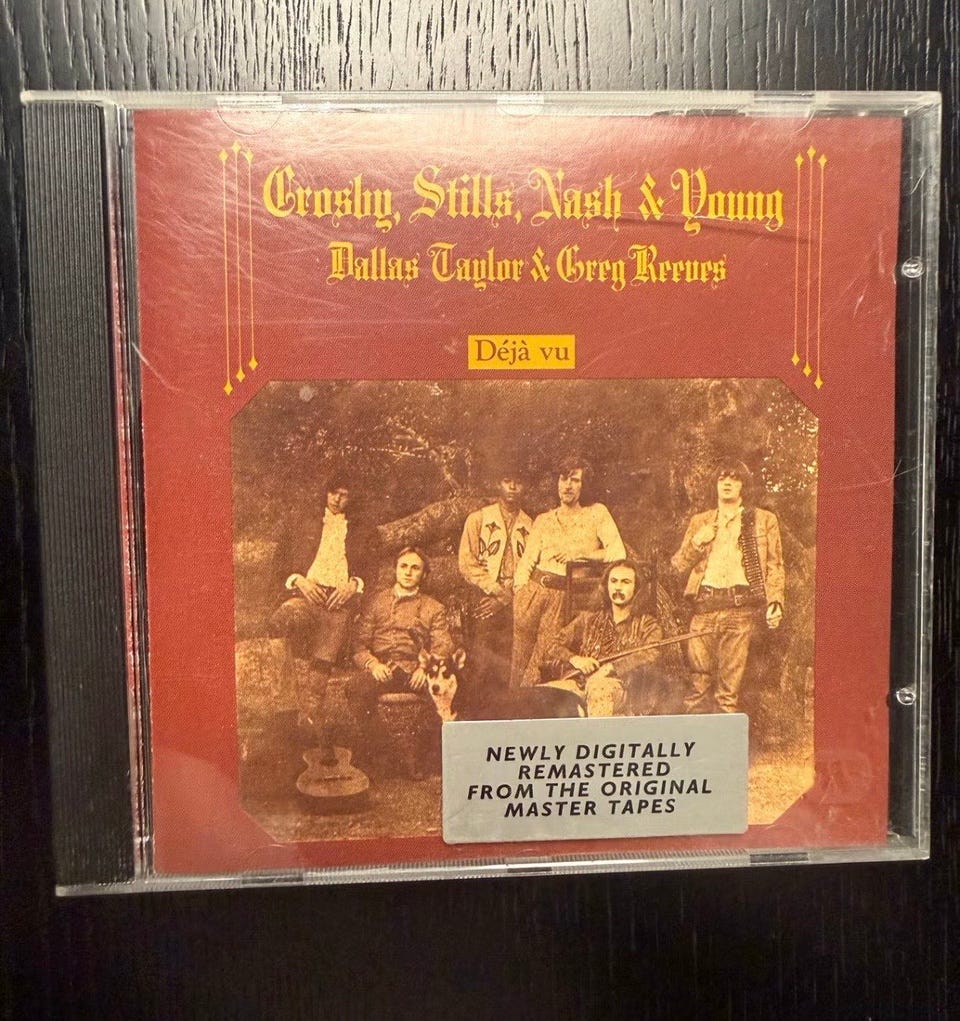 Crosby, Stills, Nash & Young
Dallas Taylor & Greg Reeves
Déjà vu
NEWLY DIGITALLY
REMASTERED
FROM THE ORIGINAL
MASTER TAPES